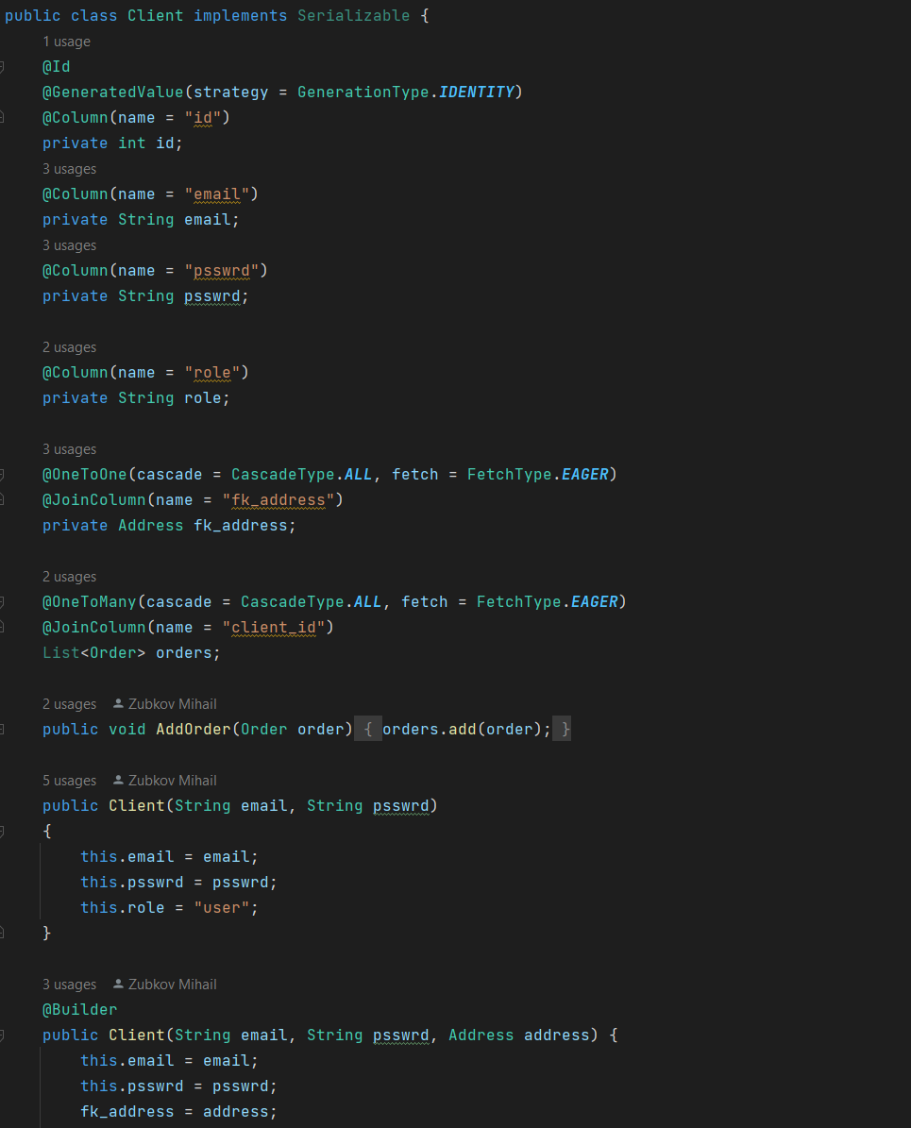 public class Client implements Serializable {
1 usage
@Id
@GeneratedValue(strategy = GenerationType.IDENTITY)
@Column(name = "id")
private int id;
3 usages
@Column(name = "email")
private String email;
3 usages
@Column(name = "psswrd")
private String psswrd;
2 usages
@Column(name = "role")
private String role;
3 usages
@OneToOne(cascade = CascadeType.ALL, fetch = FetchType.EAGER)
@JoinColumn(name = "fk_address")
private Address fk_address;
2 usages
@OneToMany(cascade = CascadeType.ALL, fetch = FetchType.EAGER)
@JoinColumn(name = "client_id")
List<Order> orders;
2 usages Zubkov Mihail
public void AddOrder(Order order) { orders.add(order); }
5 usages Zubkov Mihail
public Client(String email, String psswrd)
{
this.email = email;
this.psswrd = psswrd;
this.role = "user";
}
3 usages Zubkov Mihail
@Builder
public Client(String email, String psswrd, Address address) {
this.email = email;
this.psswrd = psswrd;
fk_address = address;